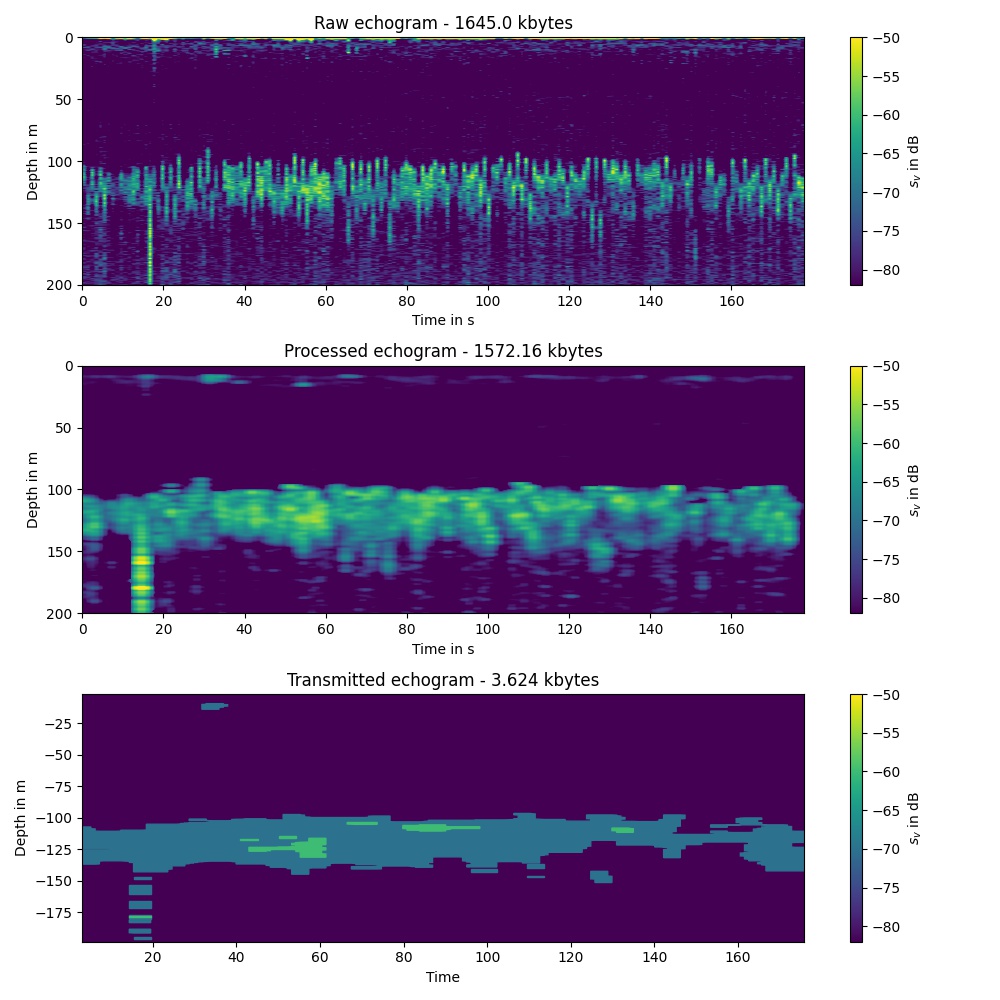 Raw echogram - 1645.0 kbytes
0
50
100
150
200
Depth in m
0 20 40 60 80 100 120 140 160
Time in s
−50
−55
−60
−65
−70
−75
−80
sv in dB
Processed echogram - 1572.16 kbytes
0
50
100
150
200
Depth in m
0 20 40 60 80 100 120 140 160
Time in s
−50
−55
−60
−65
−70
−75
−80
sv in dB
Transmitted echogram - 3.624 kbytes
−25
−50
−75
−100
−125
−150
−175
Depth in m
20 40 60 80 100 120 140 160
Time
−50
−55
−60
−65
−70
−75
−80
sv in dB